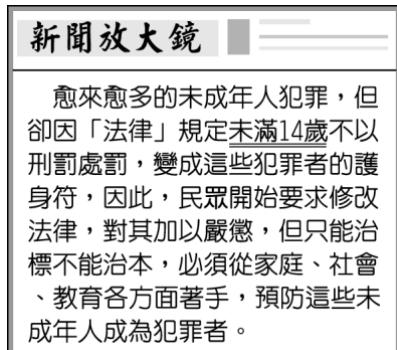 新聞放大鏡
愈來愈多的未成年人犯罪，但
卻因「法律」規定未滿14歲不以
刑罰處罰，變成這些犯罪者的護
身符，因此，民眾開始要求修改
法律，對其加以嚴懲，但只能治
標不能治本，必須從家庭、社會
、教育各方面著手，預防這些未
成年人成為犯罪者。